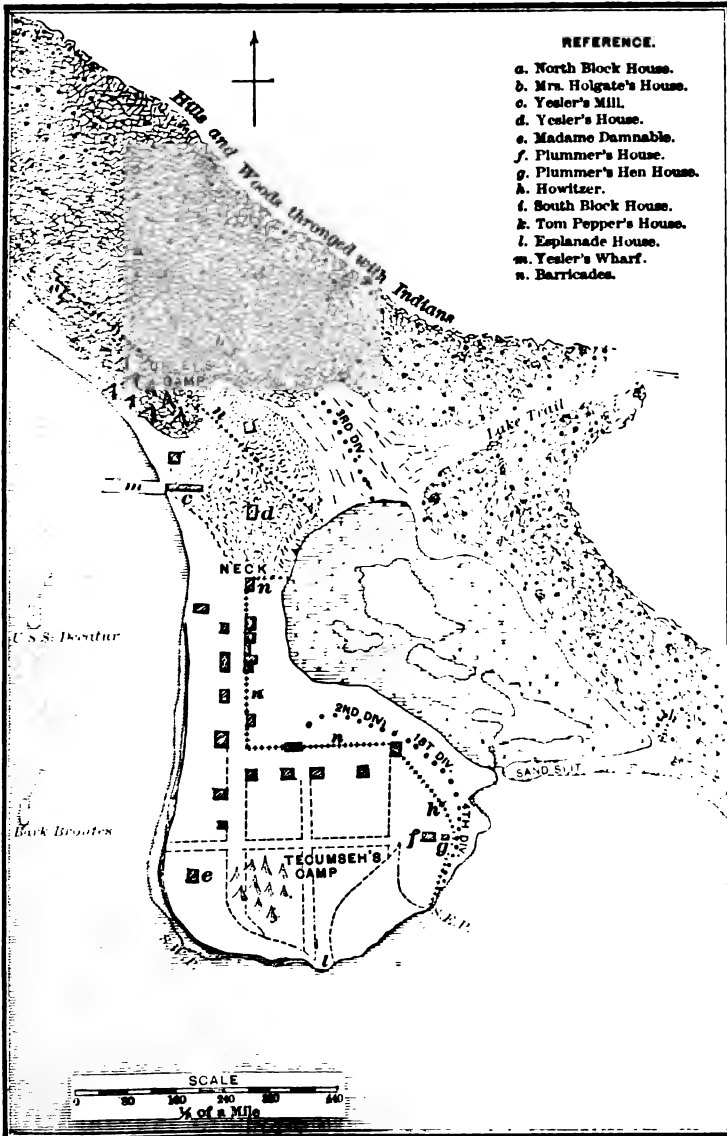 REFERENCE.
a. North Block House.
b. Mrs. Holgate's House.
c. Yesler's Mill.
d. Yesler's House.
e. Madame Damnable.
f. Plummer's House.
g. Plummer's Hen House.
h. Howitzer.
i. South Block House.
k. Tom Pepper's House.
l. Esplanade House.
m. Yesler's Wharf.
n. Barricades.
Hills and Woods thronged with Indians
CAMP
n
3RD DIV.
Lake Trail
m
c
d
NECK
n
U.S.S. Decatur
n
2ND DIV.
n
1ST DIV.
SAND SPIT
h
4TH DIV.
Bark Brontes
f
g
TECUMSEH'S
CAMP
e
S.E.P.
S.W.P.
l
SCALE
0 80 160 240 440
¼ of a Mile